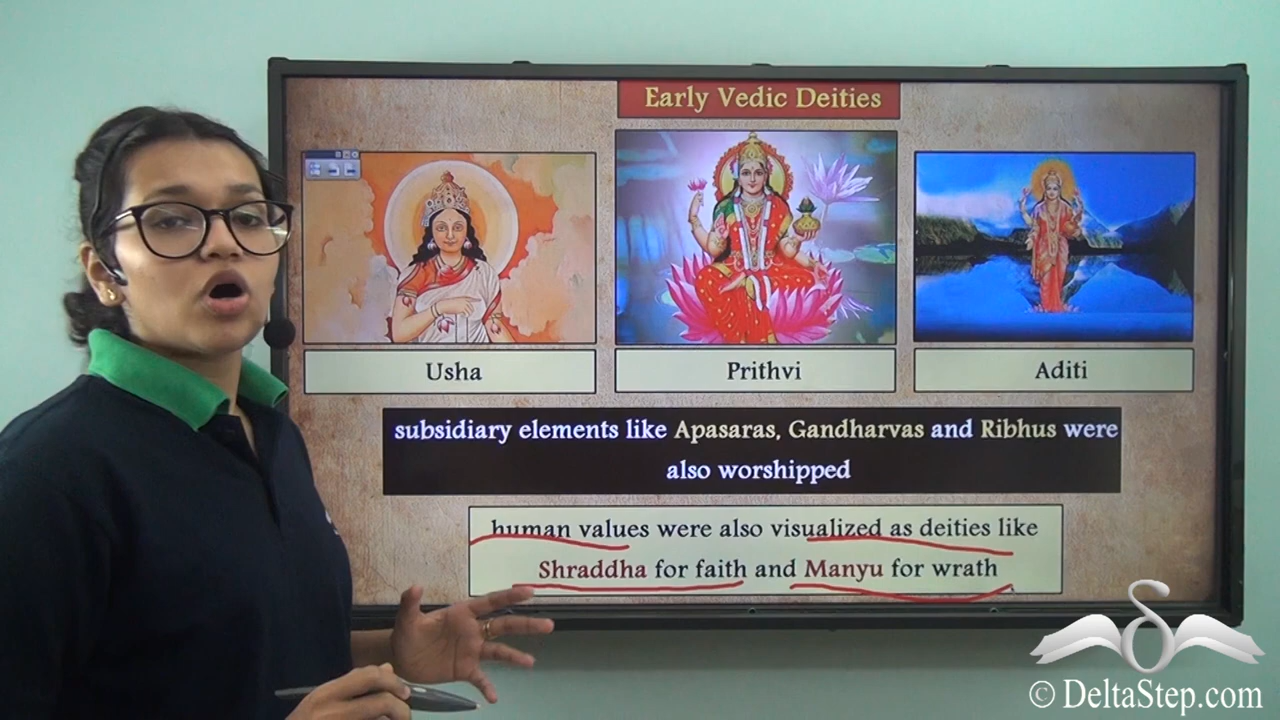 Early Vedic Deities
Usha
Prithvi
Aditi
subsidiary elements like Apasaras, Gandharvas and Ribhus were
also worshipped
human values were also visualized as deities like
Shraddha for faith and Manyu for wrath
© DeltaStep.com